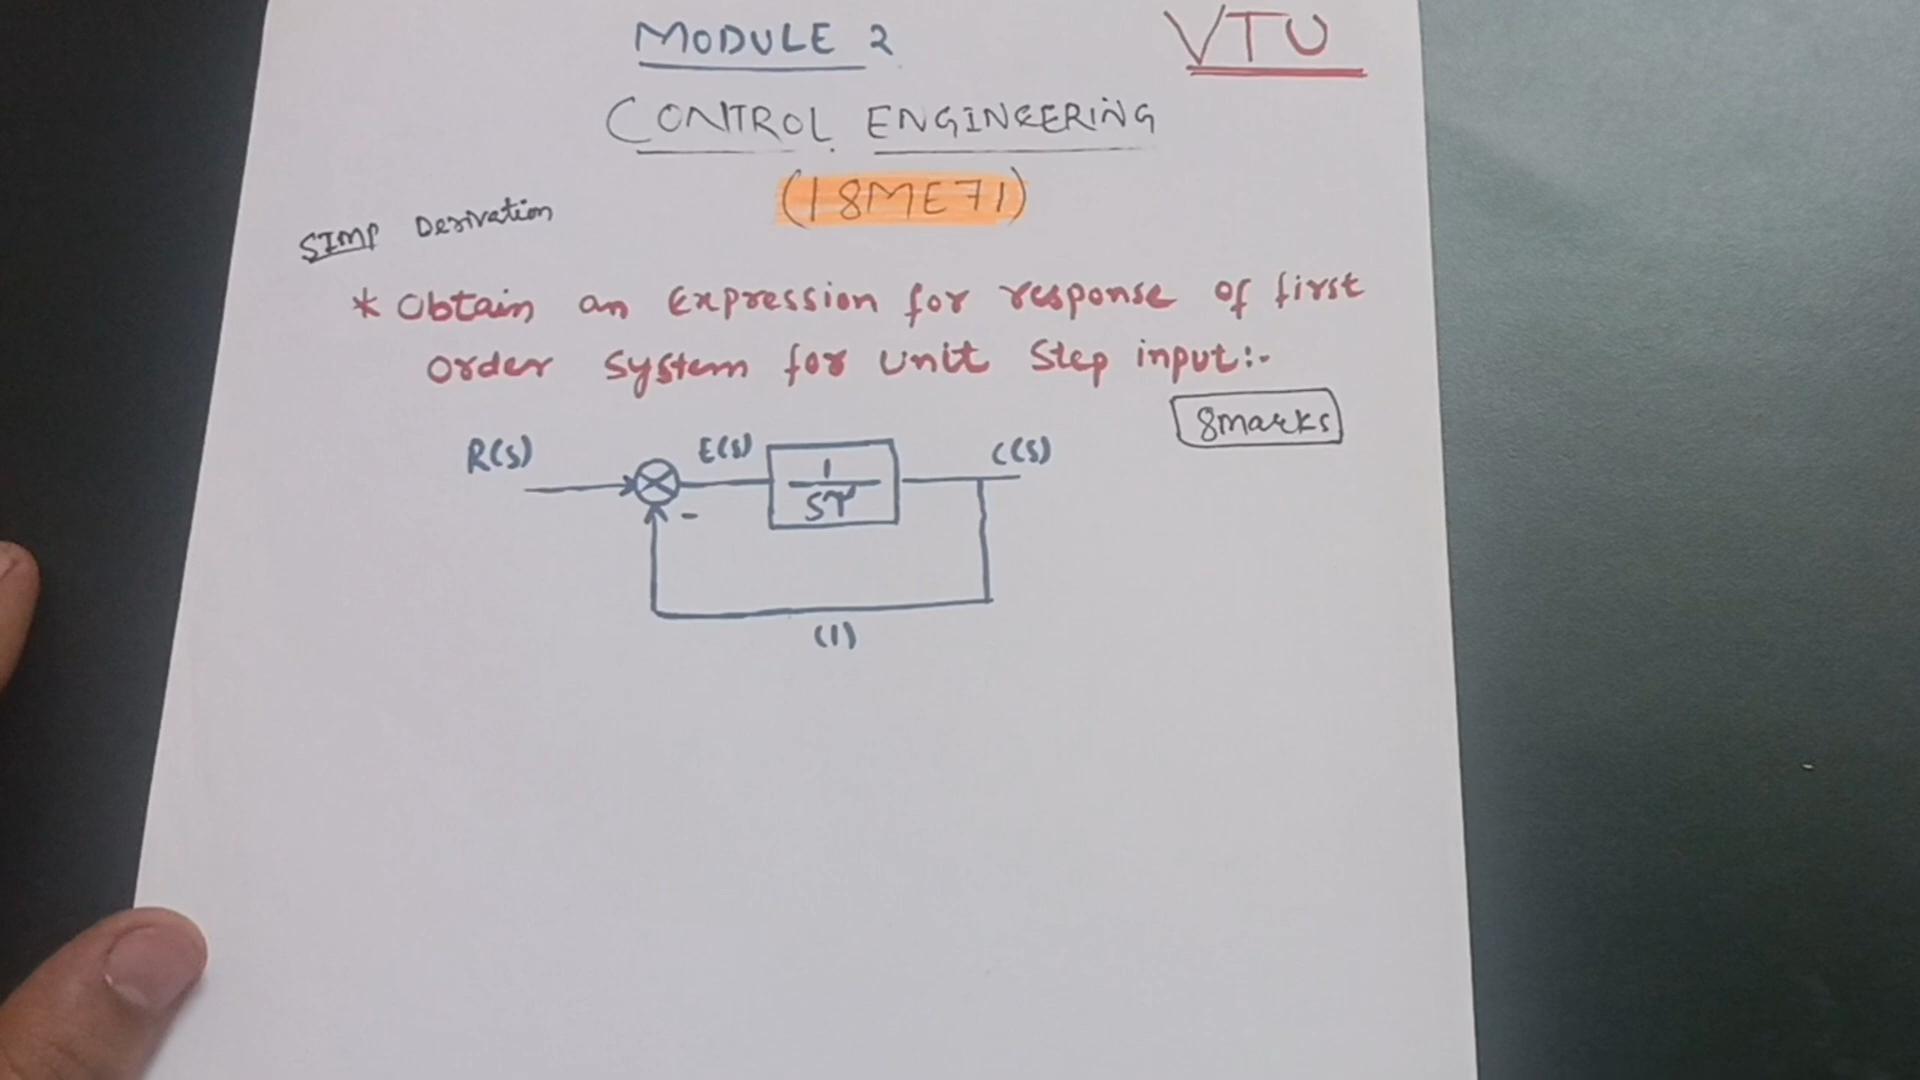 MODULE 2
VTU
CONTROL ENGINEERING
(18ME71)
SIMP Derivation
* Obtain an Expression for response of first
order System for unit Step input:-
8marks
R(s)
E(s)
1
Sτ
C(S)
-
(1)